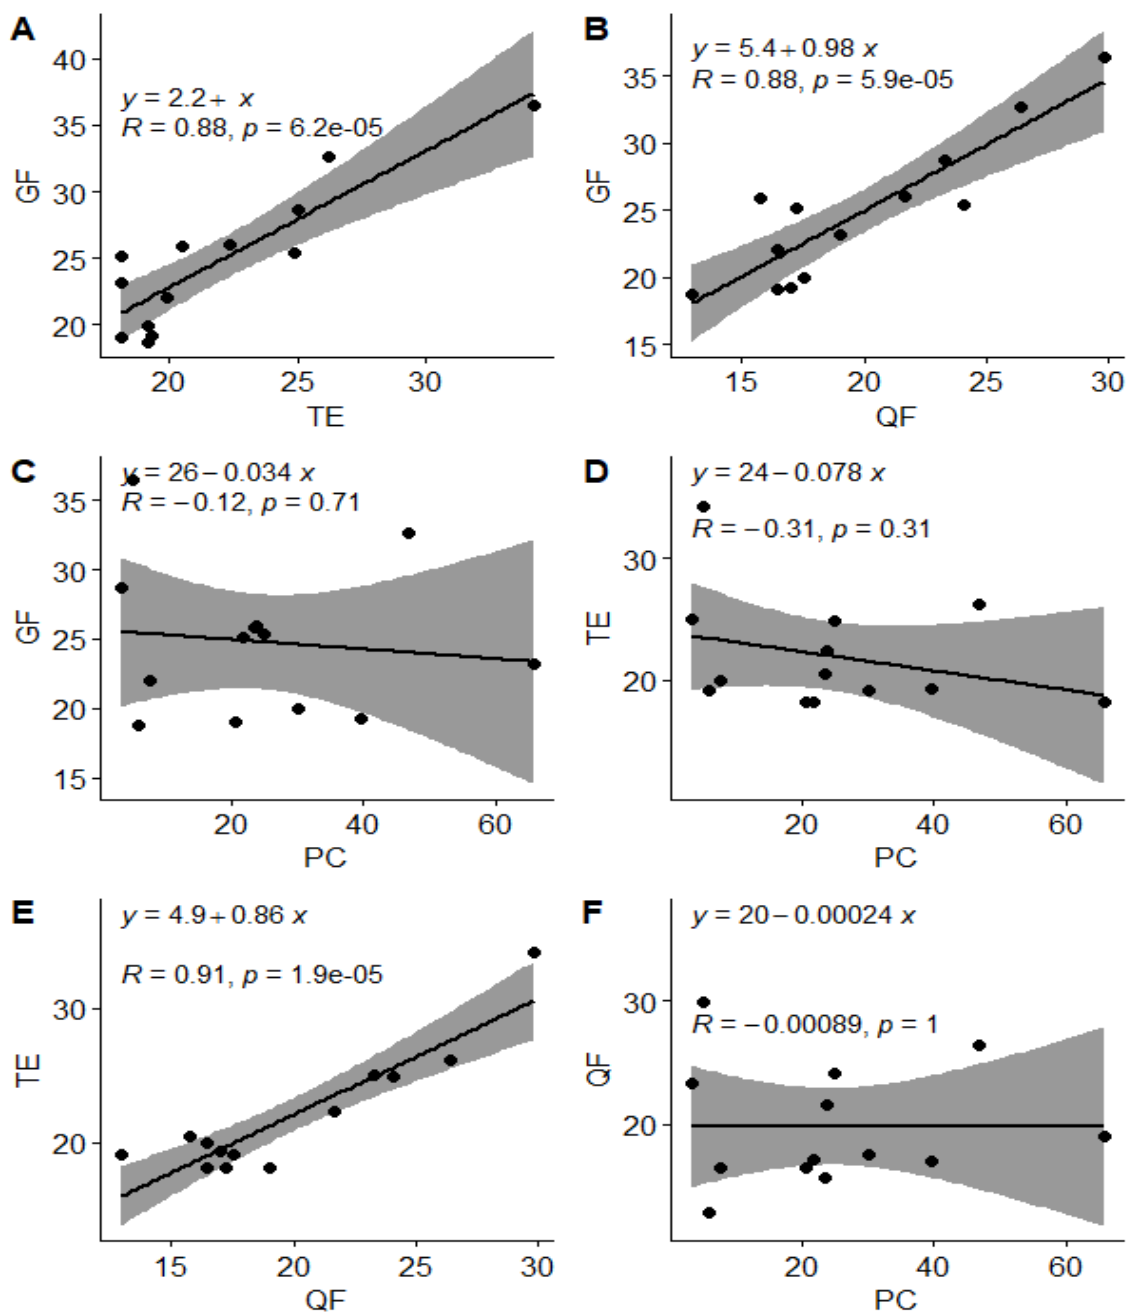 A
y = 2.2 + x
R = 0.88, p = 6.2e-05
40
35
30
25
20
GF
20
25
30
TE
B
y = 5.4 + 0.98 x
R = 0.88, p = 5.9e-05
35
30
25
20
15
GF
15
20
25
30
QF
C
y = 26 − 0.034 x
R = −0.12, p = 0.71
35
30
25
20
15
GF
20
40
60
PC
D
y = 24 − 0.078 x
R = −0.31, p = 0.31
30
20
TE
20
40
60
PC
E
y = 4.9 + 0.86 x
R = 0.91, p = 1.9e-05
30
20
TE
15
20
25
30
QF
F
y = 20 − 0.00024 x
R = −0.00089, p = 1
30
20
QF
20
40
60
PC